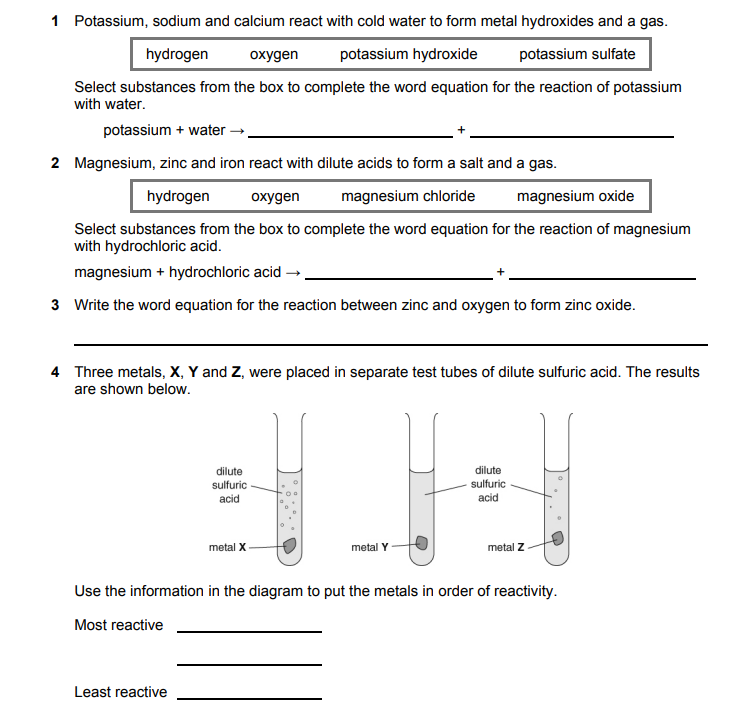 1 Potassium, sodium and calcium react with cold water to form metal hydroxides and a gas.
hydrogen oxygen potassium hydroxide potassium sulfate
Select substances from the box to complete the word equation for the reaction of potassium
with water.
potassium + water → +
2 Magnesium, zinc and iron react with dilute acids to form a salt and a gas.
hydrogen oxygen magnesium chloride magnesium oxide
Select substances from the box to complete the word equation for the reaction of magnesium
with hydrochloric acid.
magnesium + hydrochloric acid → +
3 Write the word equation for the reaction between zinc and oxygen to form zinc oxide.
4 Three metals, X, Y and Z, were placed in separate test tubes of dilute sulfuric acid. The results
are shown below.
dilute
sulfuric
acid
metal X
metal Y
dilute
sulfuric
acid
metal Z
Use the information in the diagram to put the metals in order of reactivity.
Most reactive
Least reactive